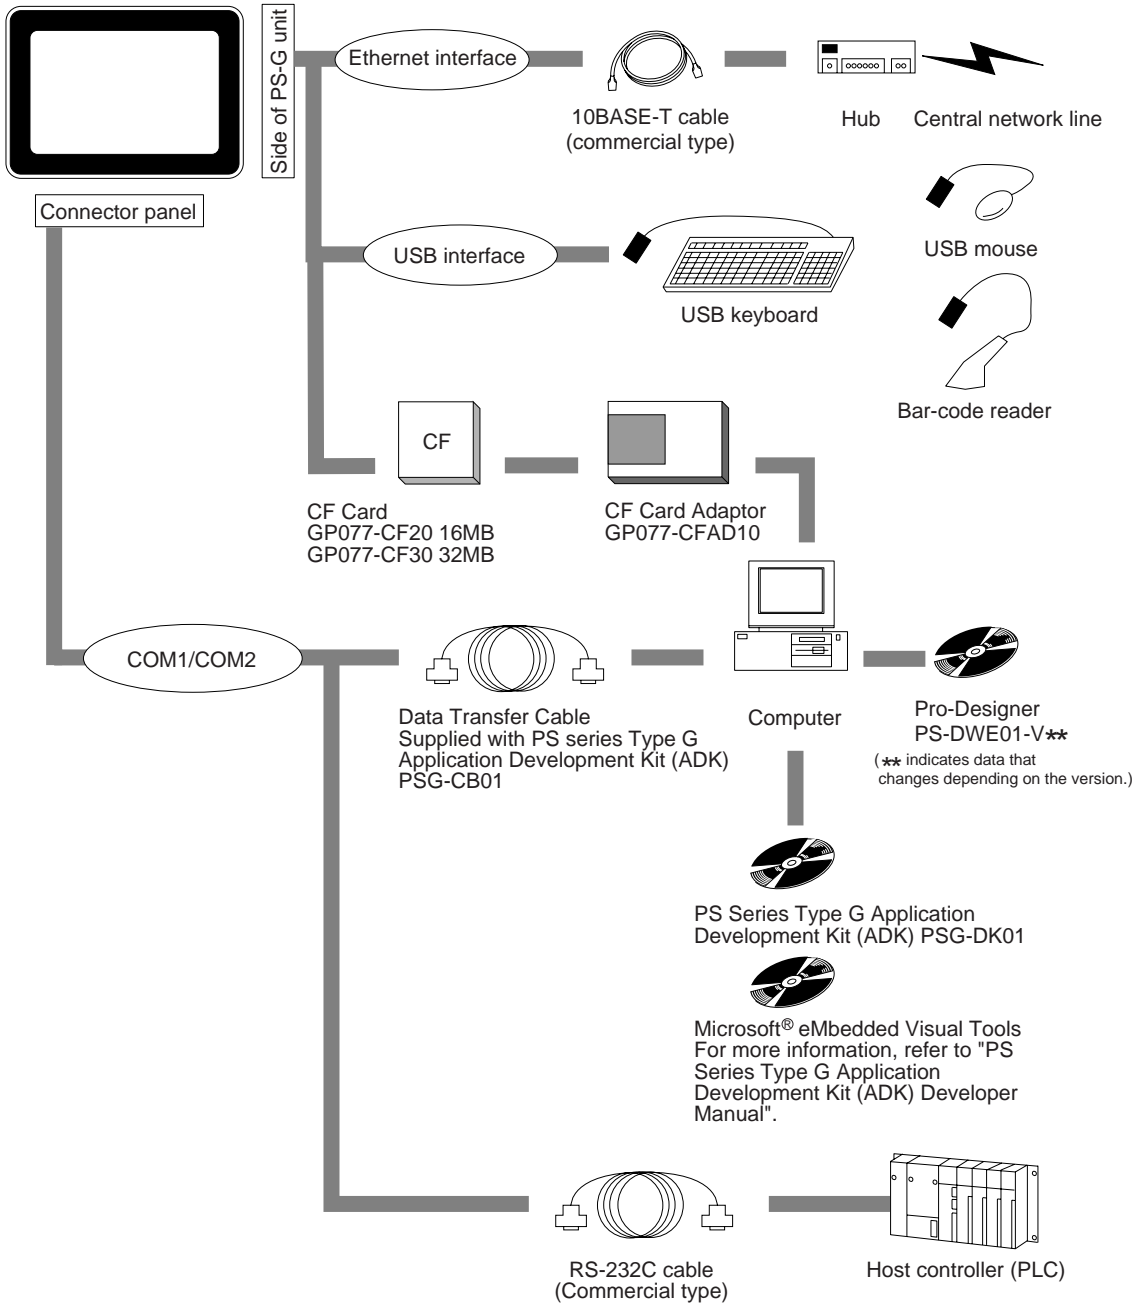 Side of PS-G unit
Ethernet interface
10BASE-T cable
(commercial type)
Hub
Central network line
Connector panel
USB interface
USB keyboard
USB mouse
Bar-code reader
CF
CF Card
GP077-CF20 16MB
GP077-CF30 32MB
CF Card Adaptor
GP077-CFAD10
COM1/COM2
Data Transfer Cable
Supplied with PS series Type G
Application Development Kit (ADK)
PSG-CB01
Computer
Pro-Designer
PS-DWE01-V**
(** indicates data that
changes depending on the version.)
PS Series Type G Application
Development Kit (ADK) PSG-DK01
Microsoft® eMbedded Visual Tools
For more information, refer to "PS
Series Type G Application
Development Kit (ADK) Developer
Manual".
RS-232C cable
(Commercial type)
Host controller (PLC)